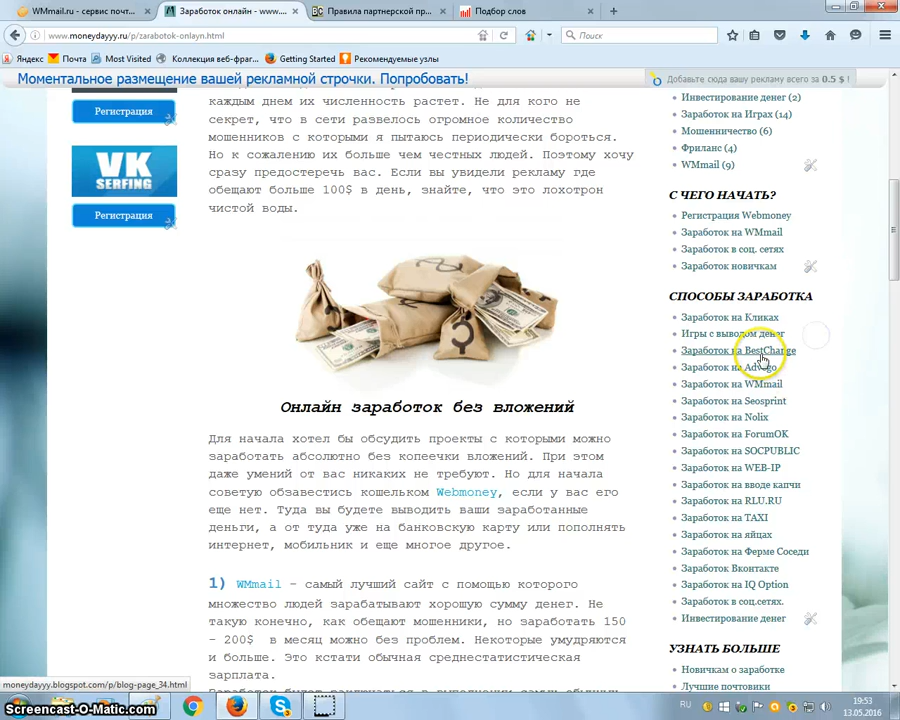 WMmail.ru - сервис почт...
Заработок онлайн - www....
Правила партнерской пр...
Подбор слов
www.moneydayyy.ru/p/zarabotok-onlayn.html
Поиск
Яндекс
Почта
Most Visited
Коллекция веб-фраг...
Getting Started
Рекомендуемые узлы
Моментальное размещение вашей рекламной строчки. Попробовать!
Добавьте сюда вашу рекламу всего за 0.5 $ !
Регистрация
VK
SERFING
Регистрация
каждым днем их численность растет. Не для кого не
секрет, что в сети развелось огромное количество
мошенников с которыми я пытаюсь периодически бороться.
Но к сожалению их больше чем честных людей. Поэтому хочу
сразу предостеречь вас. Если вы увидели рекламу где
обещают больше 100$ в день, знайте, что это лохотрон
чистой воды.
Онлайн заработок без вложений
Для начала хотел бы обсудить проекты с которыми можно
заработать абсолютно без копеечки вложений. При этом
даже умений от вас никаких не требуют. Но для начала
советую обзавестись кошельком Webmoney, если у вас его
еще нет. Туда вы будете выводить ваши заработанные
деньги, а от туда уже на банковскую карту или пополнять
интернет, мобильник и еще многое другое.
1) WMmail – самый лучший сайт с помощью которого
множество людей зарабатывают хорошую сумму денег. Не
такую конечно, как обещают мошенники, но заработать 150
– 200$ в месяц можно без проблем. Некоторые умудряются
и больше. Это кстати обычная среднестатистическая
зарплата.
Инвестирование денег (2)
Заработок на Играх (14)
Мошенничество (6)
Фриланс (4)
WMmail (9)
С ЧЕГО НАЧАТЬ?
Регистрация Webmoney
Заработок на WMmail
Заработок в соц. сетях
Заработок новичкам
СПОСОБЫ ЗАРАБОТКА
Заработок на Кликах
Игры с выводом денег
Заработок на BestChange
Заработок на Advego
Заработок на WMmail
Заработок на Seosprint
Заработок на Nolix
Заработок на ForumOK
Заработок на SOCPUBLIC
Заработок на WEB-IP
Заработок на вводе капчи
Заработок на RLU.RU
Заработок на TAXI
Заработок на яйцах
Заработок на Ферме Соседи
Заработок Вконтакте
Заработок на IQ Option
Заработок в соц.сетях.
Инвестирование денег
УЗНАТЬ БОЛЬШЕ
Новичкам о заработке
Лучшие почтовики
moneydayyy.blogspot.com/p/blog-page_34.html
Screencast-O-Matic.com
RU
19:53
13.05.2016